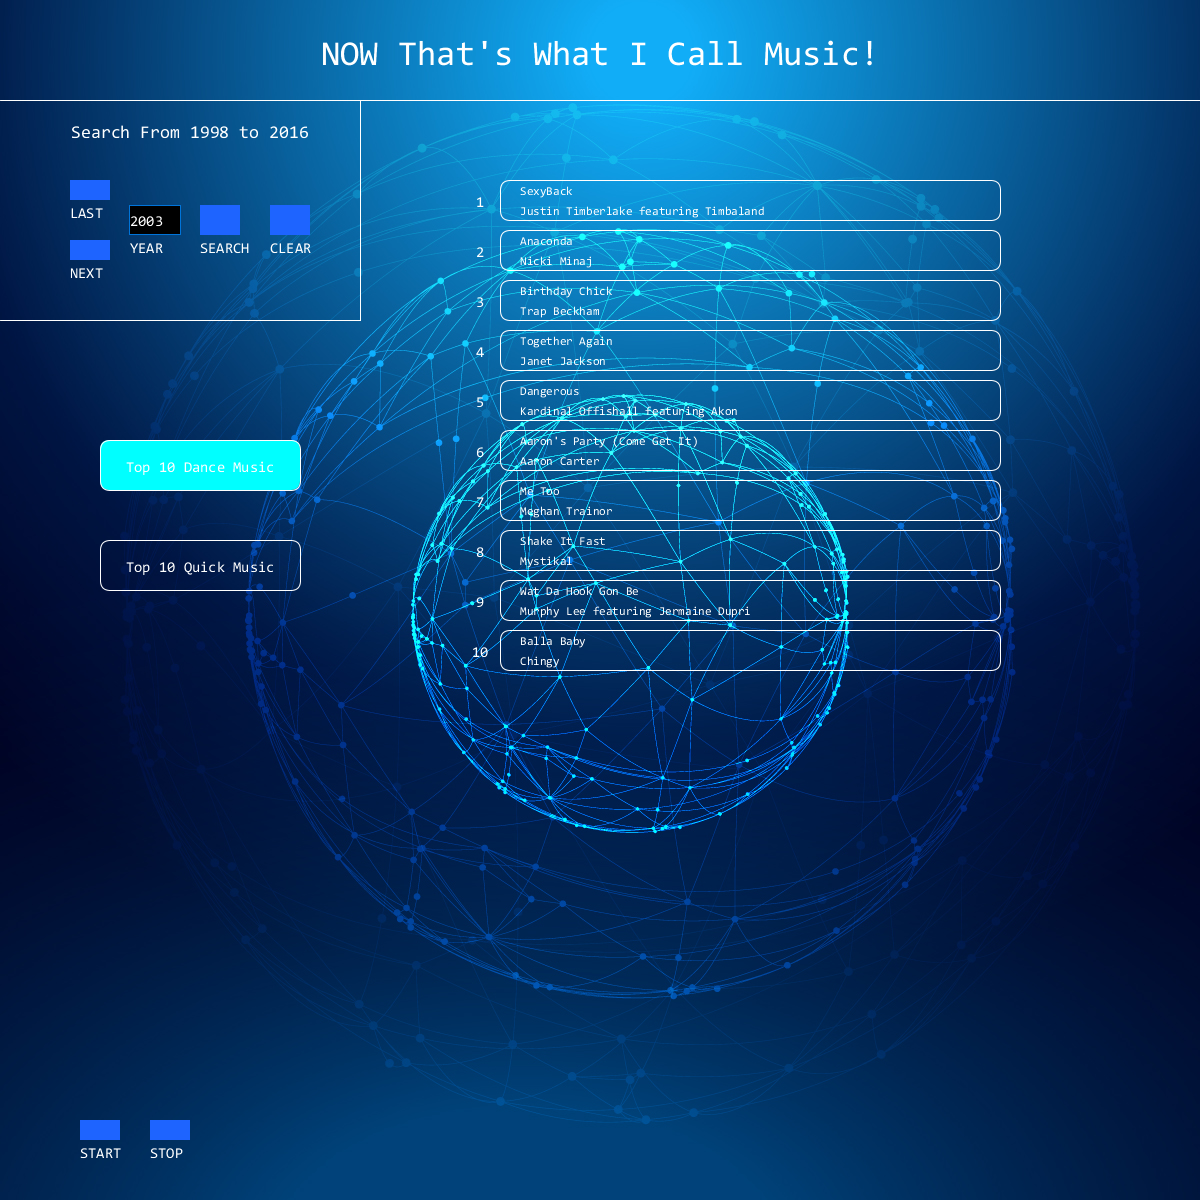 NOW That's What I Call Music!
Search From 1998 to 2016
LAST
2003
YEAR
SEARCH
CLEAR
NEXT
1
SexyBack
Justin Timberlake featuring Timbaland
2
Anaconda
Nicki Minaj
3
Birthday Chick
Trap Beckham
4
Together Again
Janet Jackson
5
Dangerous
Kardinal Offishall featuring Akon
6
Aaron's Party (Come Get It)
Aaron Carter
7
Me Too
Meghan Trainor
8
Shake It Fast
Mystikal
9
Wat Da Hook Gon Be
Murphy Lee featuring Jermaine Dupri
10
Balla Baby
Chingy
Top 10 Dance Music
Top 10 Quick Music
START
STOP